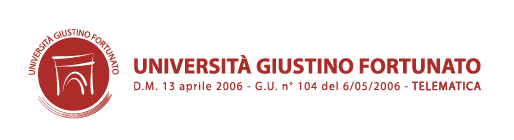 UNIVERSITÀ GIUSTINO FORTUNATO
UNIVERSITÀ GIUSTINO FORTUNATO
D.M. 13 aprile 2006 - G.U. n° 104 del 6/05/2006 - TELEMATICA